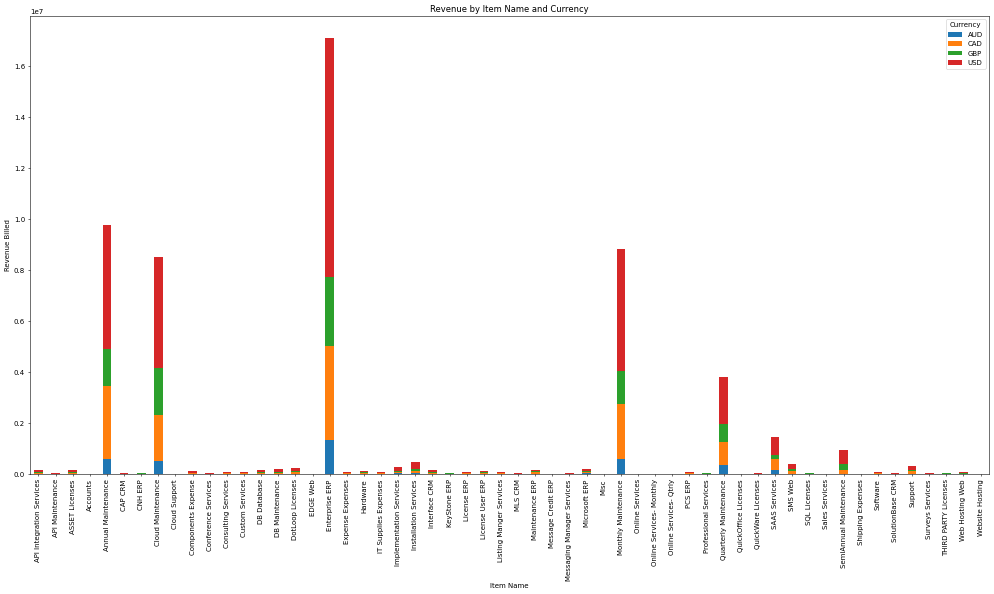 Revenue by Item Name and Currency
1e7
Currency
AUD
CAD
GBP
USD
1.6
1.4
1.2
1.0
0.8
0.6
0.4
0.2
0.0
Revenue Billed
API Integration Services
API Maintenance
ASSET Licenses
Accounts
Annual Maintenance
CAP CRM
CNH ERP
Cloud Maintenance
Cloud Support
Components Expense
Conference Services
Consulting Services
Custom Services
DB Database
DB Maintenance
DotLoop Licenses
EDGE Web
Enterprise ERP
Expense Expenses
Hardware
IT Supplies Expenses
Implementation Services
Installation Services
Interface CRM
KeyStone ERP
License ERP
License User ERP
Listing Manger Services
MLS CRM
Maintenance ERP
Message Credit ERP
Messaging Manager Services
Microsoft ERP
Misc
Monthly Maintenance
Online Services
Online Services- Monthly
Online Services- Qtrly
PCS ERP
Professional Services
Quarterly Maintenance
QuickOffice Licenses
QuickWare Licenses
SAAS Services
SMS Web
SQL Licenses
Sales Services
SemiAnnual Maintenance
Shipping Expenses
Software
SolutionBase CRM
Support
Surveys Services
THIRD PARTY Licenses
Web Hosting Web
Website Hosting
Item Name